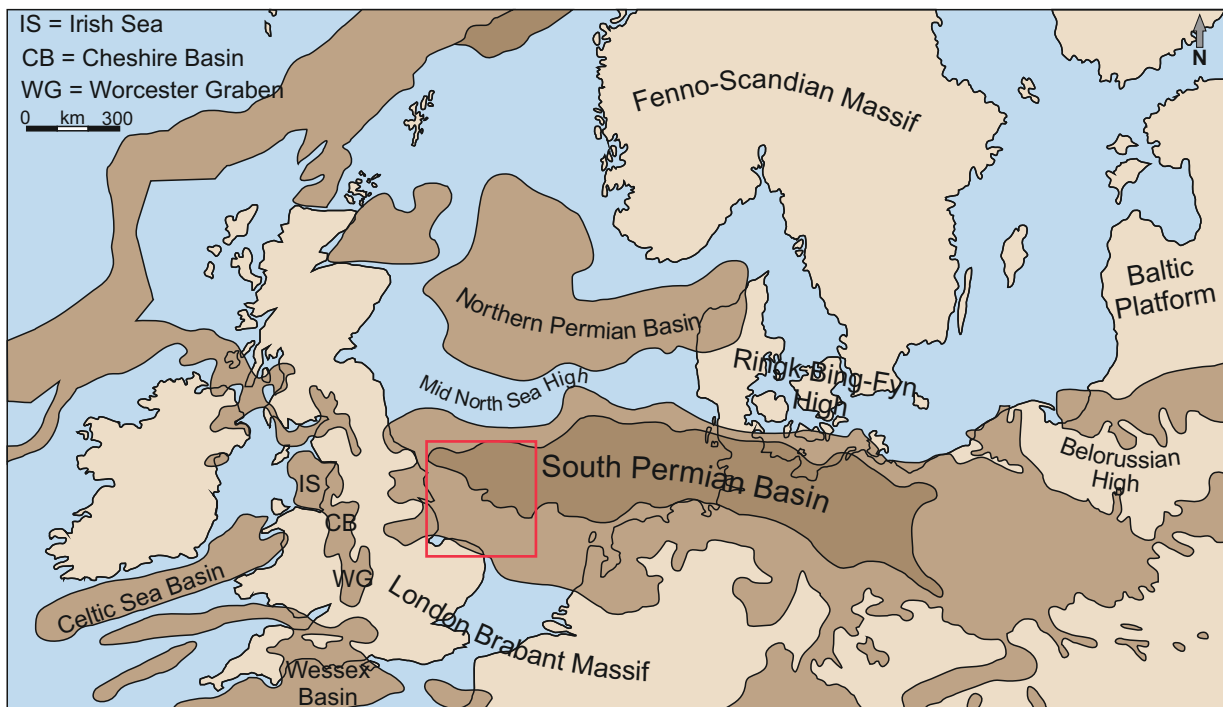 IS = Irish Sea
CB = Cheshire Basin
WG = Worcester Graben
0 km 300
N
Fenno-Scandian Massif
Baltic
Platform
Northern Permian Basin
Mid North Sea High
Ringk-Bing-Fyn
High
Belorussian
High
South Permian Basin
IS
CB
WG
Celtic Sea Basin
London Brabant Massif
Wessex
Basin